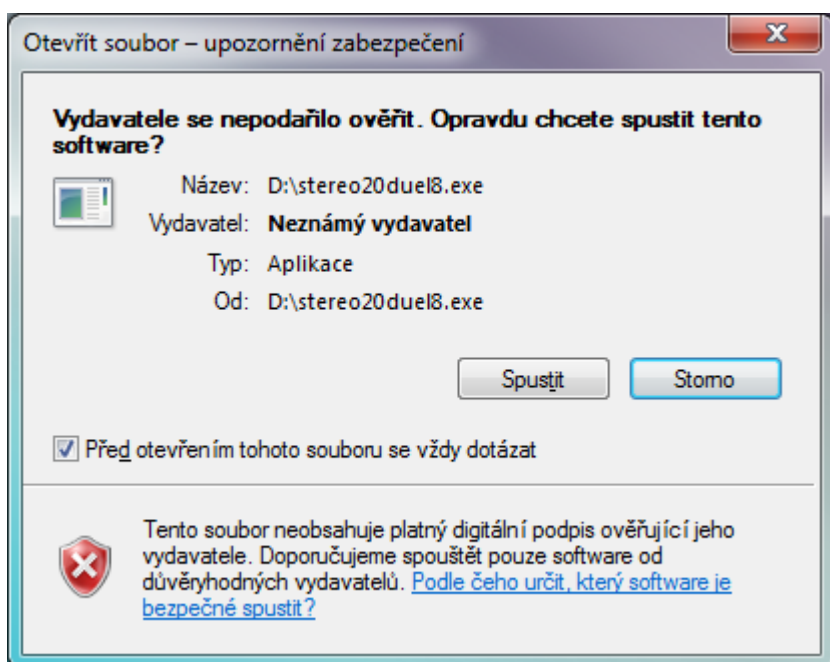 Otevřít soubor – upozornění zabezpečení
Vydavatele se nepodařilo ověřit. Opravdu chcete spustit tento
software?
Název: D:\stereo20duel8.exe
Vydavatel: Neznámý vydavatel
Typ: Aplikace
Od: D:\stereo20duel8.exe
Spustit Storno
Před otevřením tohoto souboru se vždy dotázat
Tento soubor neobsahuje platný digitální podpis ověřující jeho
vydavatele. Doporučujeme spouštět pouze software od
důvěryhodných vydavatelů. Podle čeho určit, který software je
bezpečné spustit?